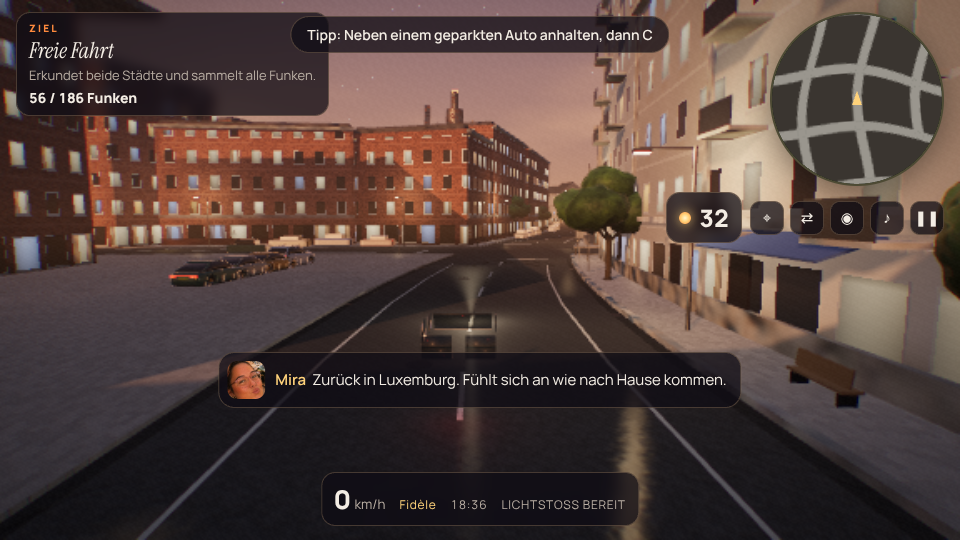 ZIEL
Freie Fahrt
Erkundet beide Städte und sammelt alle Funken.
56 / 186 Funken
Tipp: Neben einem geparkten Auto anhalten, dann C
32
Mira Zurück in Luxemburg. Fühlt sich an wie nach Hause kommen.
0 km/h Fidèle 18:36 LICHTSTOSS BEREIT